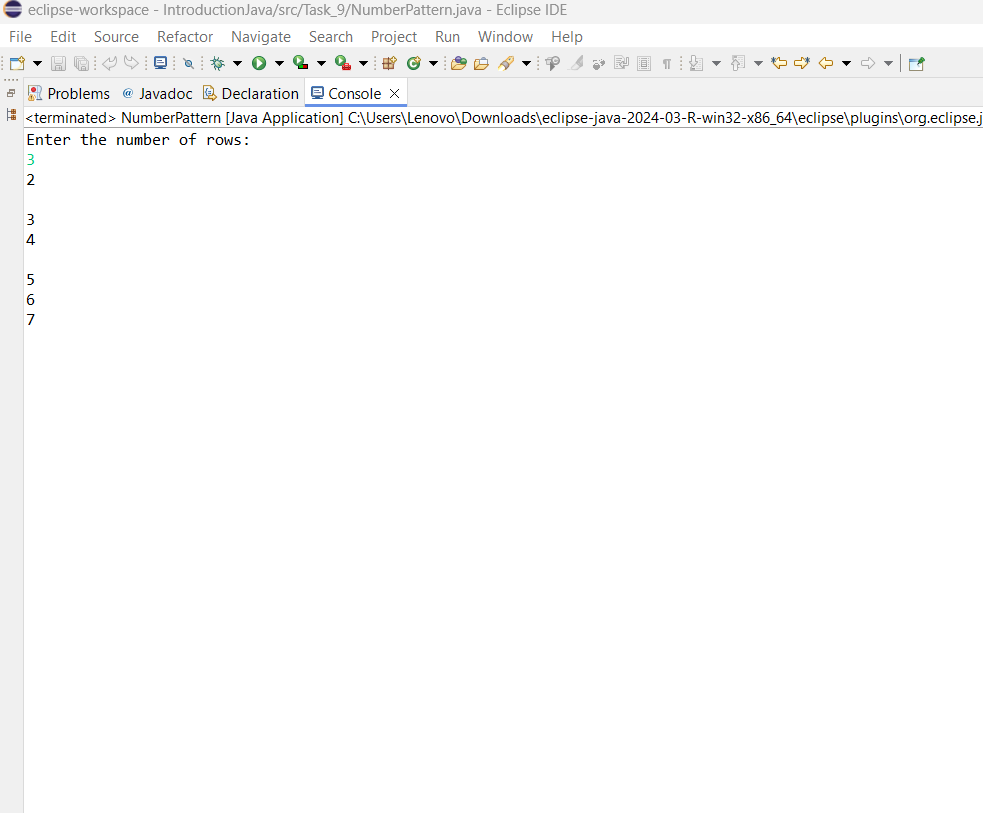 eclipse-workspace - IntroductionJava/src/Task_9/NumberPattern.java - Eclipse IDE
File Edit Source Refactor Navigate Search Project Run Window Help
Problems @ Javadoc Declaration Console
<terminated> NumberPattern [Java Application] C:\Users\Lenovo\Downloads\eclipse-java-2024-03-R-win32-x86_64\eclipse\plugins\org.eclipse.j
Enter the number of rows:
3
2
3
4
5
6
7